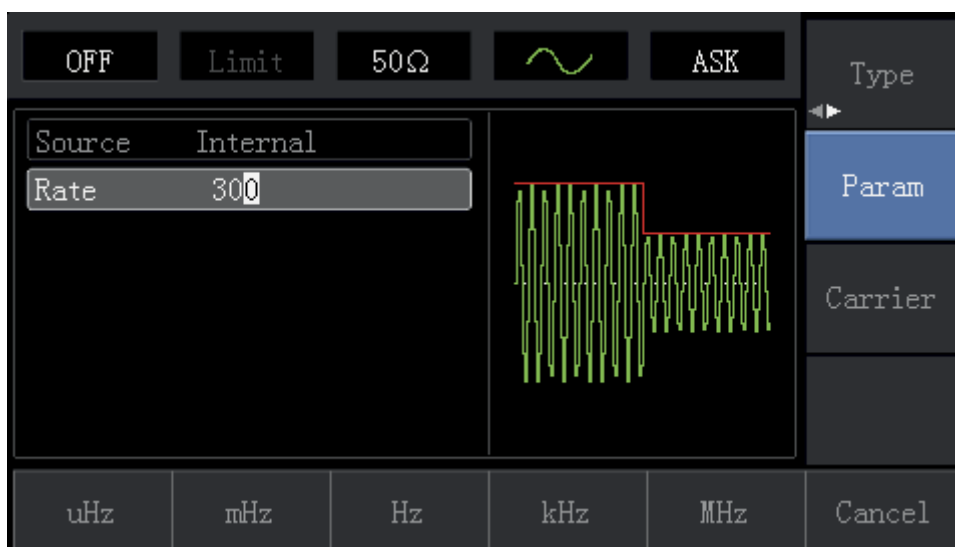 OFF Limit 50Ω ASK
Type
Source Internal
Rate 300
Param
Carrier
uHz mHz Hz kHz MHz Cancel